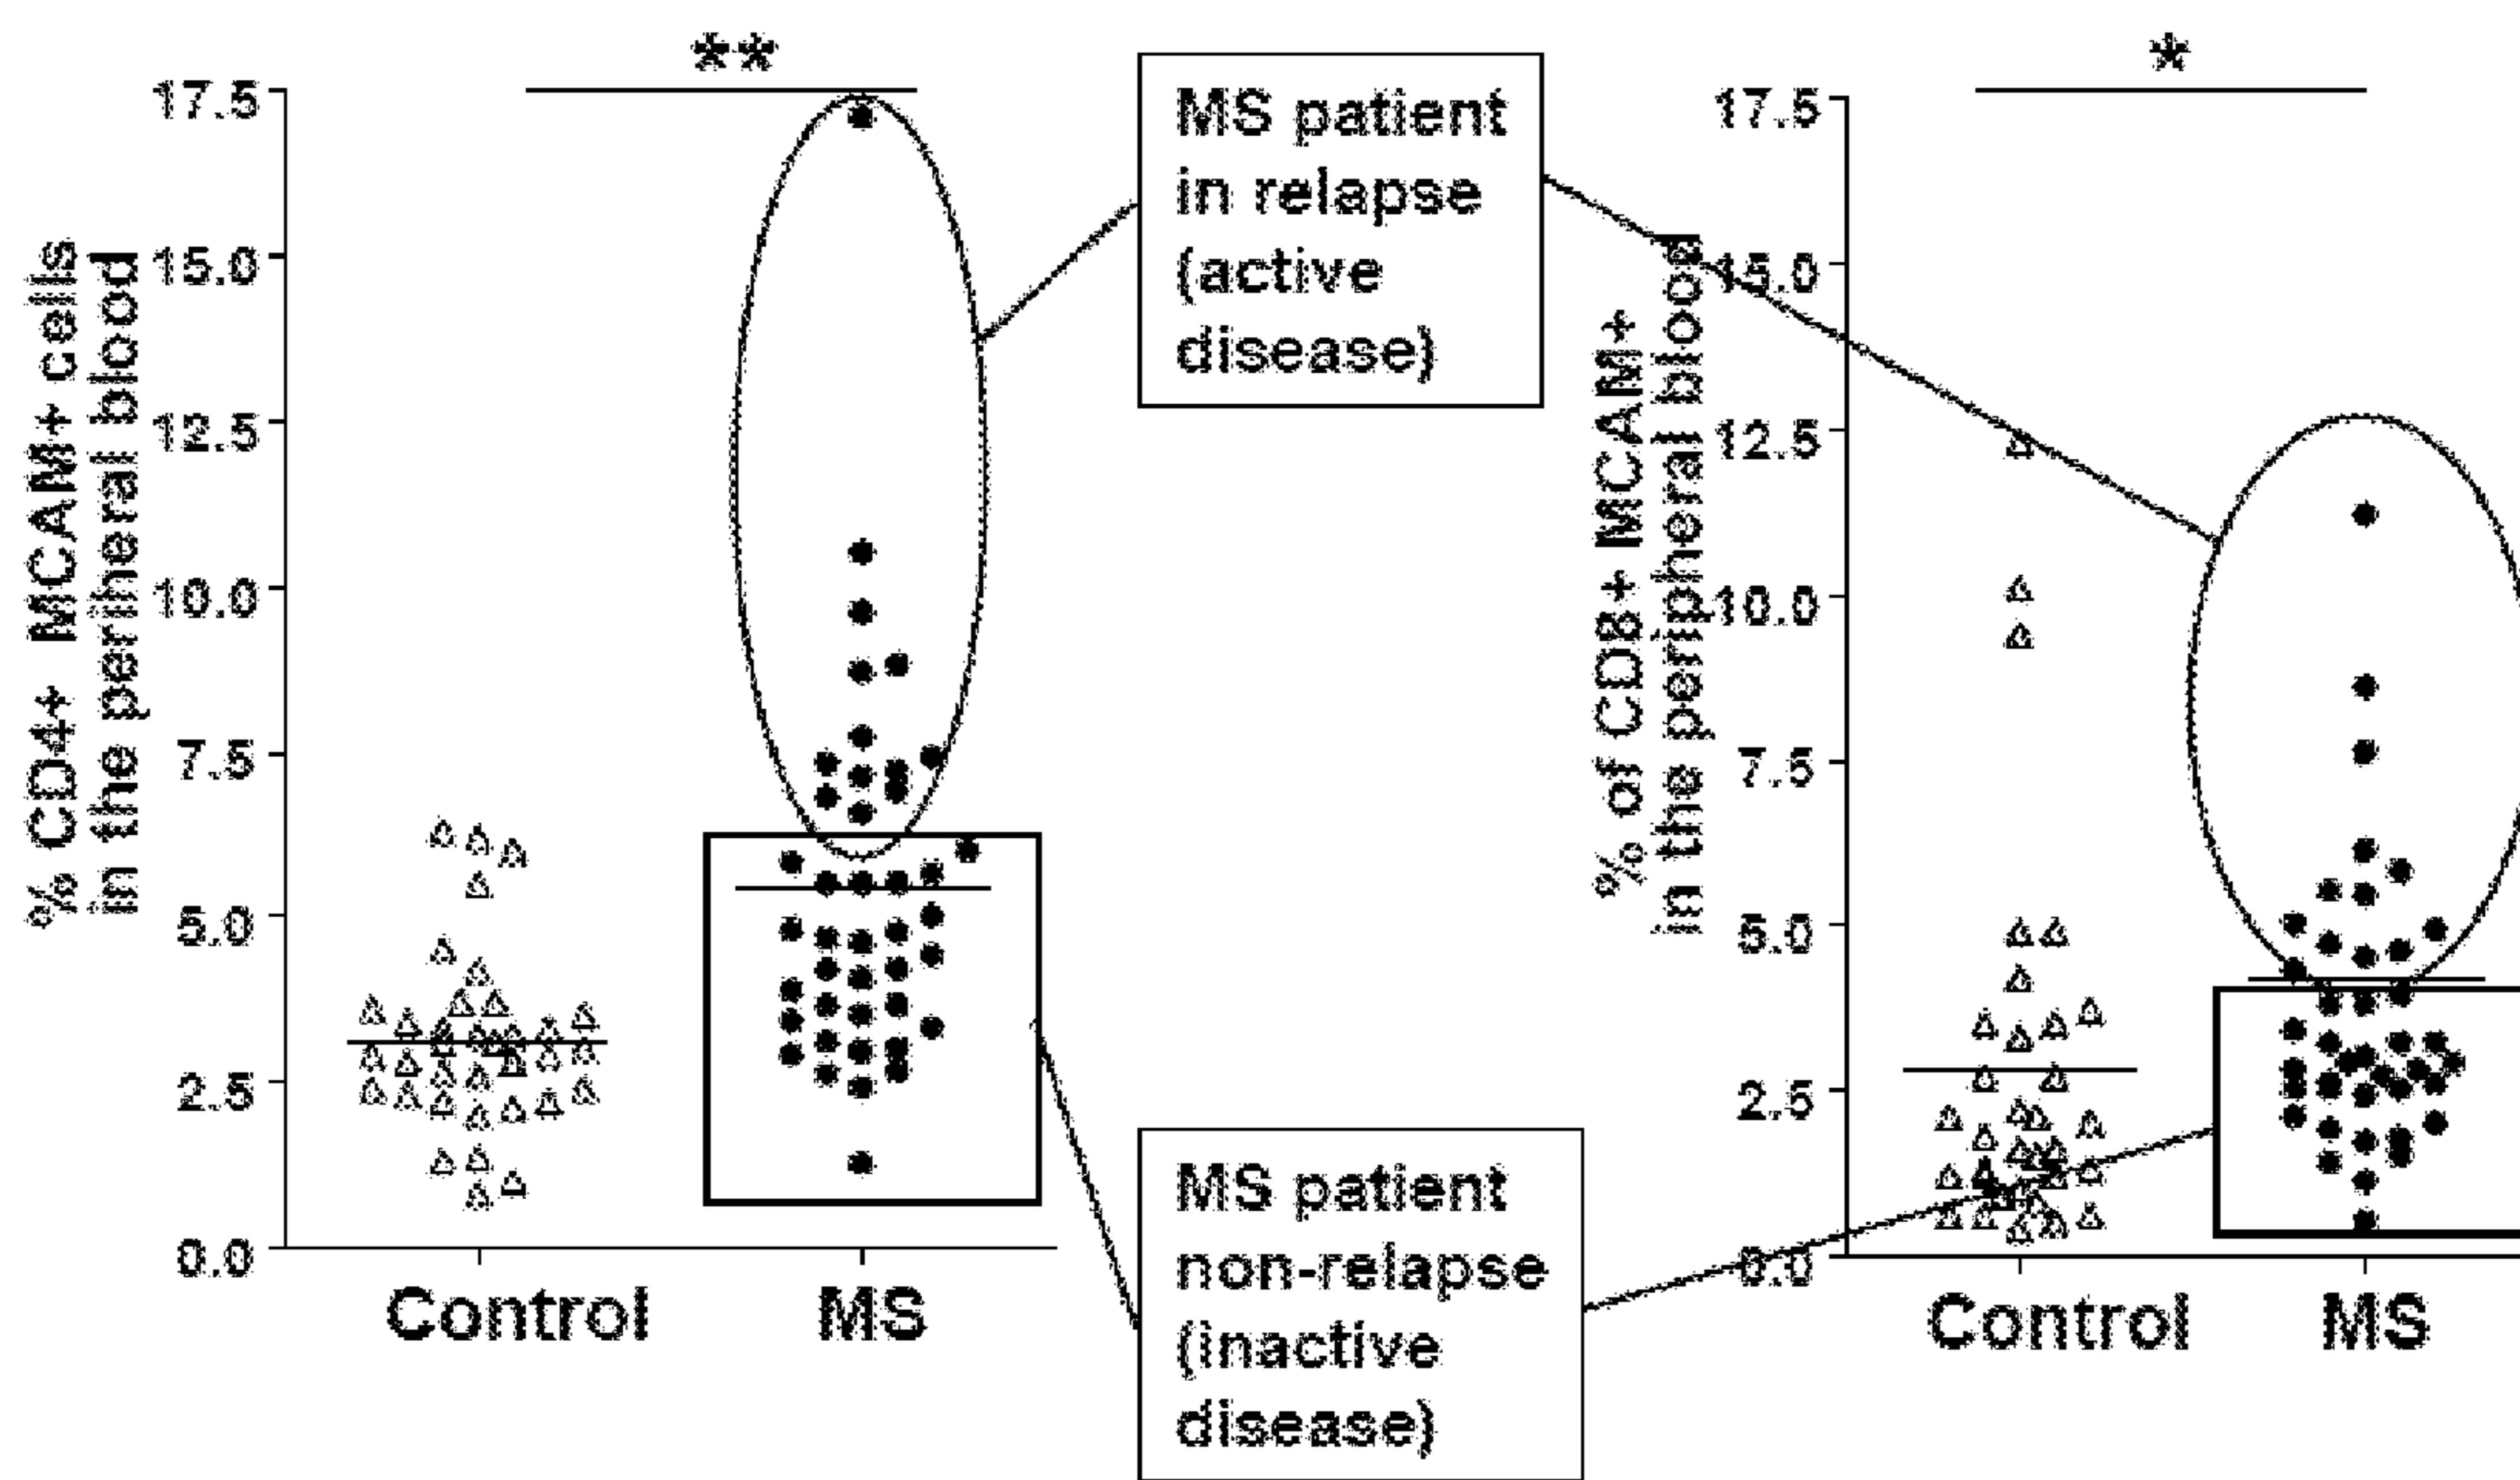 **
% CD4+ MCAM+ cells
in the peripheral blood
17.5
15.0
12.5
10.0
7.5
5.0
2.5
0.0
Control MS
MS patient
in relapse
(active
disease)
MS patient
non-relapse
(inactive
disease)
*
% of CD8+ MCAM+
in the peripheral blood
17.5
15.0
12.5
10.0
7.5
5.0
2.5
0.0
Control MS